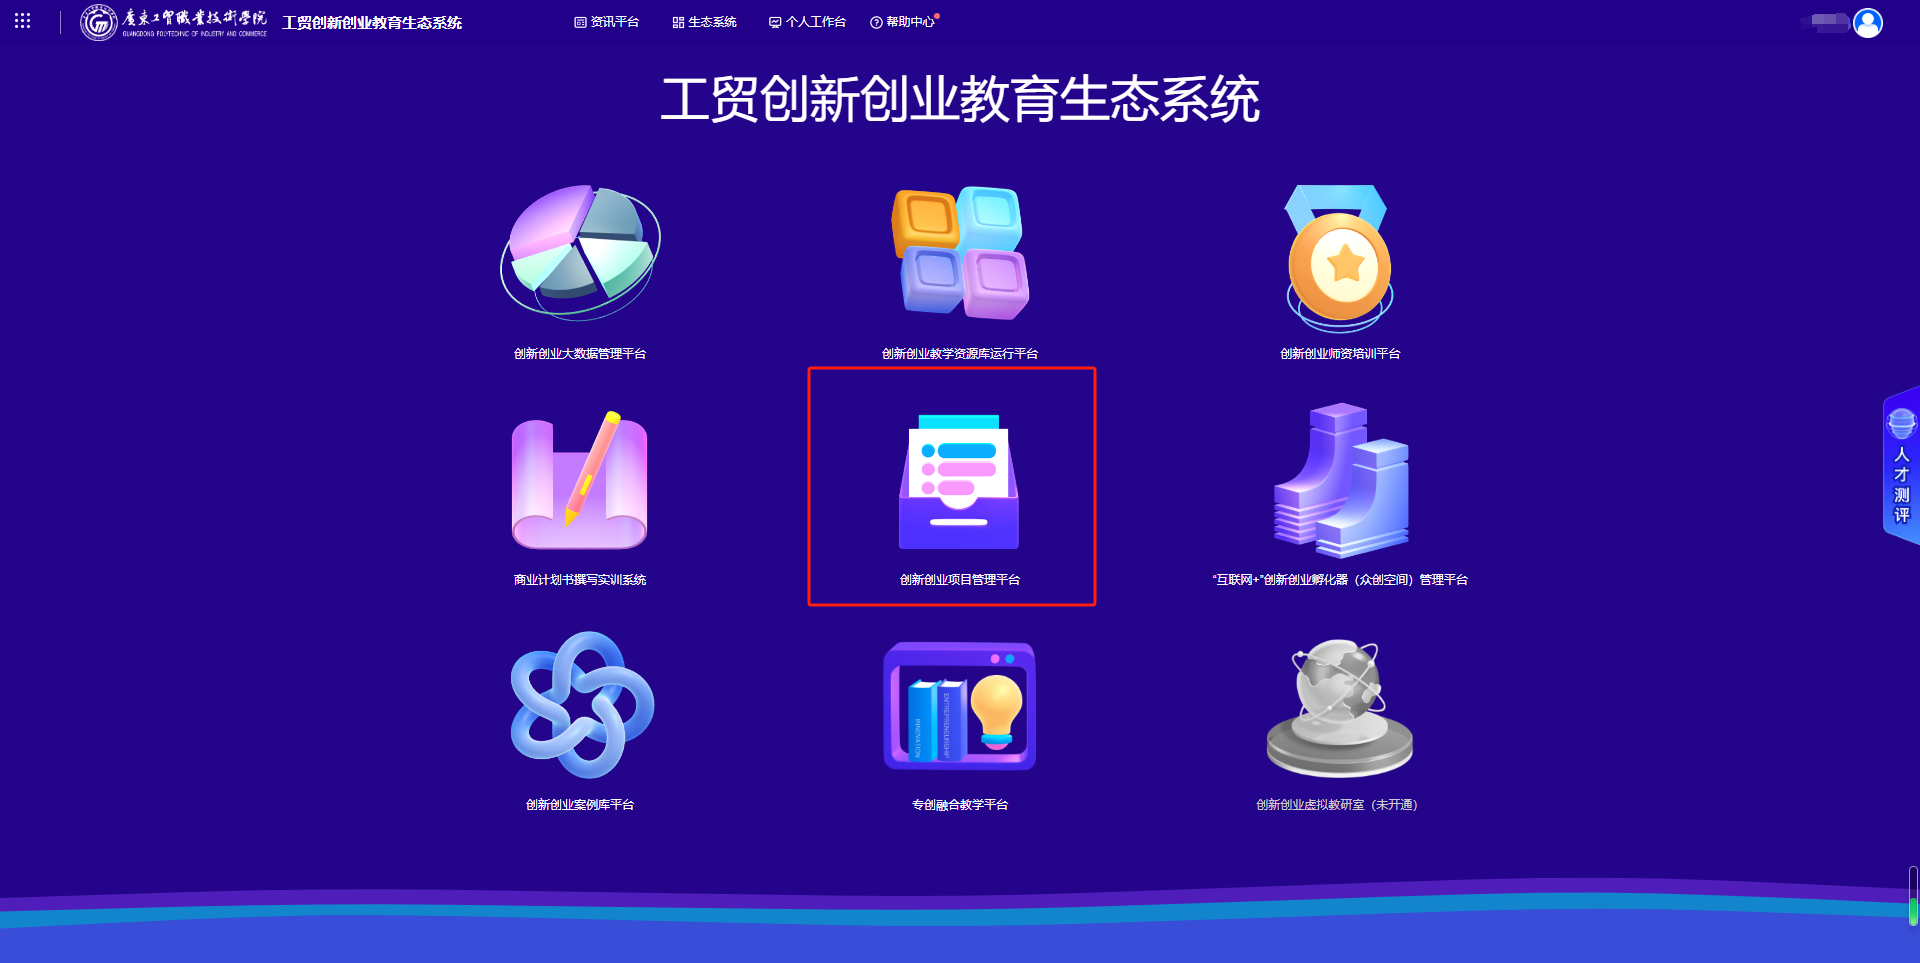 廣東工貿職業技術學院
GUANGDONG POLYTECHNIC OF INDUSTRY AND COMMERCE
工贸创新创业教育生态系统
资讯平台
生态系统
个人工作台
帮助中心
工贸创新创业教育生态系统
创新创业大数据管理平台
创新创业教学资源库运行平台
创新创业师资培训平台
商业计划书撰写实训系统
创新创业项目管理平台
“互联网+”创新创业孵化器（众创空间）管理平台
INNOVATION
ENTREPRENEURSHIP
创新创业案例库平台
专创融合教学平台
创新创业虚拟教研室（未开通）
人才测评